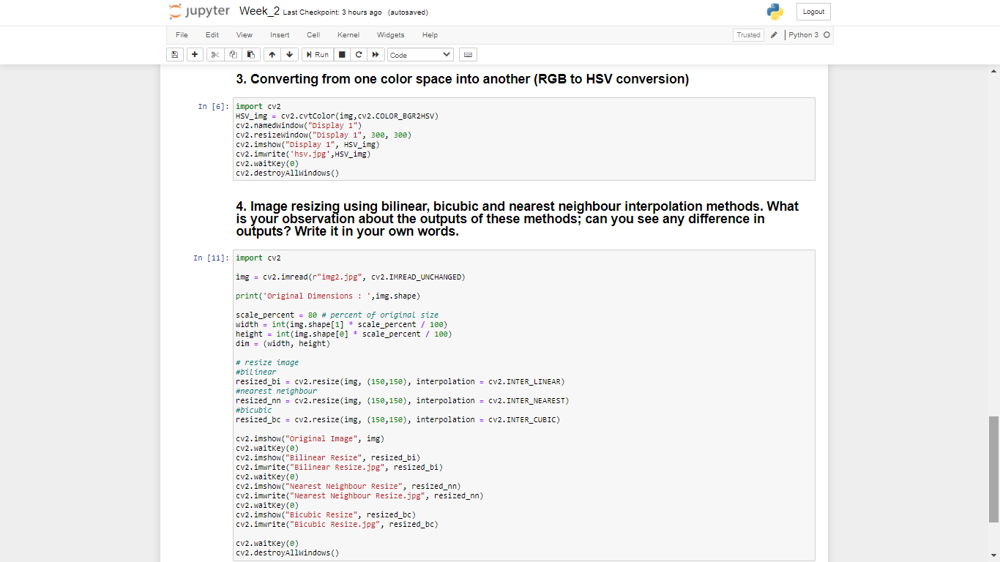 jupyter Week_2 Last Checkpoint: 3 hours ago (autosaved) Logout
File Edit View Insert Cell Kernel Widgets Help Trusted Python 3
Run Code
3. Converting from one color space into another (RGB to HSV conversion)
In [6]: import cv2
HSV_img = cv2.cvtColor(img,cv2.COLOR_BGR2HSV)
cv2.namedWindow("Display 1")
cv2.resizeWindow("Display 1", 300, 300)
cv2.imshow("Display 1", HSV_img)
cv2.imwrite('hsv.jpg',HSV_img)
cv2.waitKey(0)
cv2.destroyAllWindows()
4. Image resizing using bilinear, bicubic and nearest neighbour interpolation methods. What
is your observation about the outputs of these methods; can you see any difference in
outputs? Write it in your own words.
In [11]: import cv2
img = cv2.imread(r"img2.jpg", cv2.IMREAD_UNCHANGED)
print('Original Dimensions : ',img.shape)
scale_percent = 80 # percent of original size
width = int(img.shape[1] * scale_percent / 100)
height = int(img.shape[0] * scale_percent / 100)
dim = (width, height)
# resize image
#bilinear
resized_bi = cv2.resize(img, (150,150), interpolation = cv2.INTER_LINEAR)
#nearest neighbour
resized_nn = cv2.resize(img, (150,150), interpolation = cv2.INTER_NEAREST)
#bicubic
resized_bc = cv2.resize(img, (150,150), interpolation = cv2.INTER_CUBIC)
cv2.imshow("Original Image", img)
cv2.waitKey(0)
cv2.imshow("Bilinear Resize", resized_bi)
cv2.imwrite("Bilinear Resize.jpg", resized_bi)
cv2.waitKey(0)
cv2.imshow("Nearest Neighbour Resize", resized_nn)
cv2.imwrite("Nearest Neighbour Resize.jpg", resized_nn)
cv2.waitKey(0)
cv2.imshow("Bicubic Resize", resized_bc)
cv2.imwrite("Bicubic Resize.jpg", resized_bc)
cv2.waitKey(0)
cv2.destroyAllWindows()